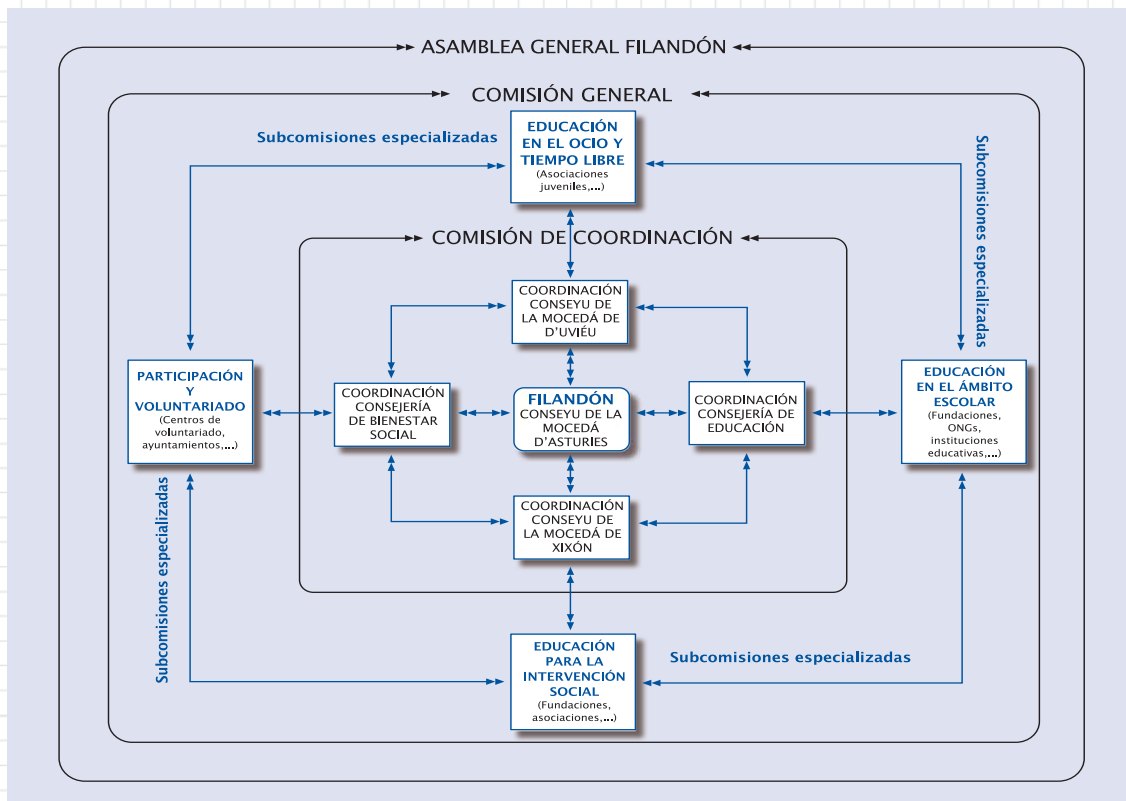 ASAMBLEA GENERAL FILANDÓN
COMISIÓN GENERAL
Subcomisiones especializadas
EDUCACIÓN
EN EL OCIO Y
TIEMPO LIBRE
(Asociaciones
juveniles,...)
Subcomisiones especializadas
COMISIÓN DE COORDINACIÓN
COORDINACIÓN
CONSEYU DE
LA MOCEDÁ DE
D'UVIÉU
PARTICIPACIÓN
Y
VOLUNTARIADO
(Centros de
voluntariado,
ayuntamientos,...)
COORDINACIÓN
CONSEJERÍA
DE BIENESTAR
SOCIAL
FILANDÓN
CONSEYU DE LA
MOCEDÁ
D'ASTURIES
COORDINACIÓN
CONSEJERÍA DE
EDUCACIÓN
EDUCACIÓN
EN EL ÁMBITO
ESCOLAR
(Fundaciones,
ONGs,
instituciones
educativas,...)
COORDINACIÓN
CONSEYU DE
LA MOCEDÁ DE
XIXÓN
Subcomisiones especializadas
EDUCACIÓN
PARA LA
INTERVENCIÓN
SOCIAL
(Fundaciones,
asociaciones,...)
Subcomisiones especializadas